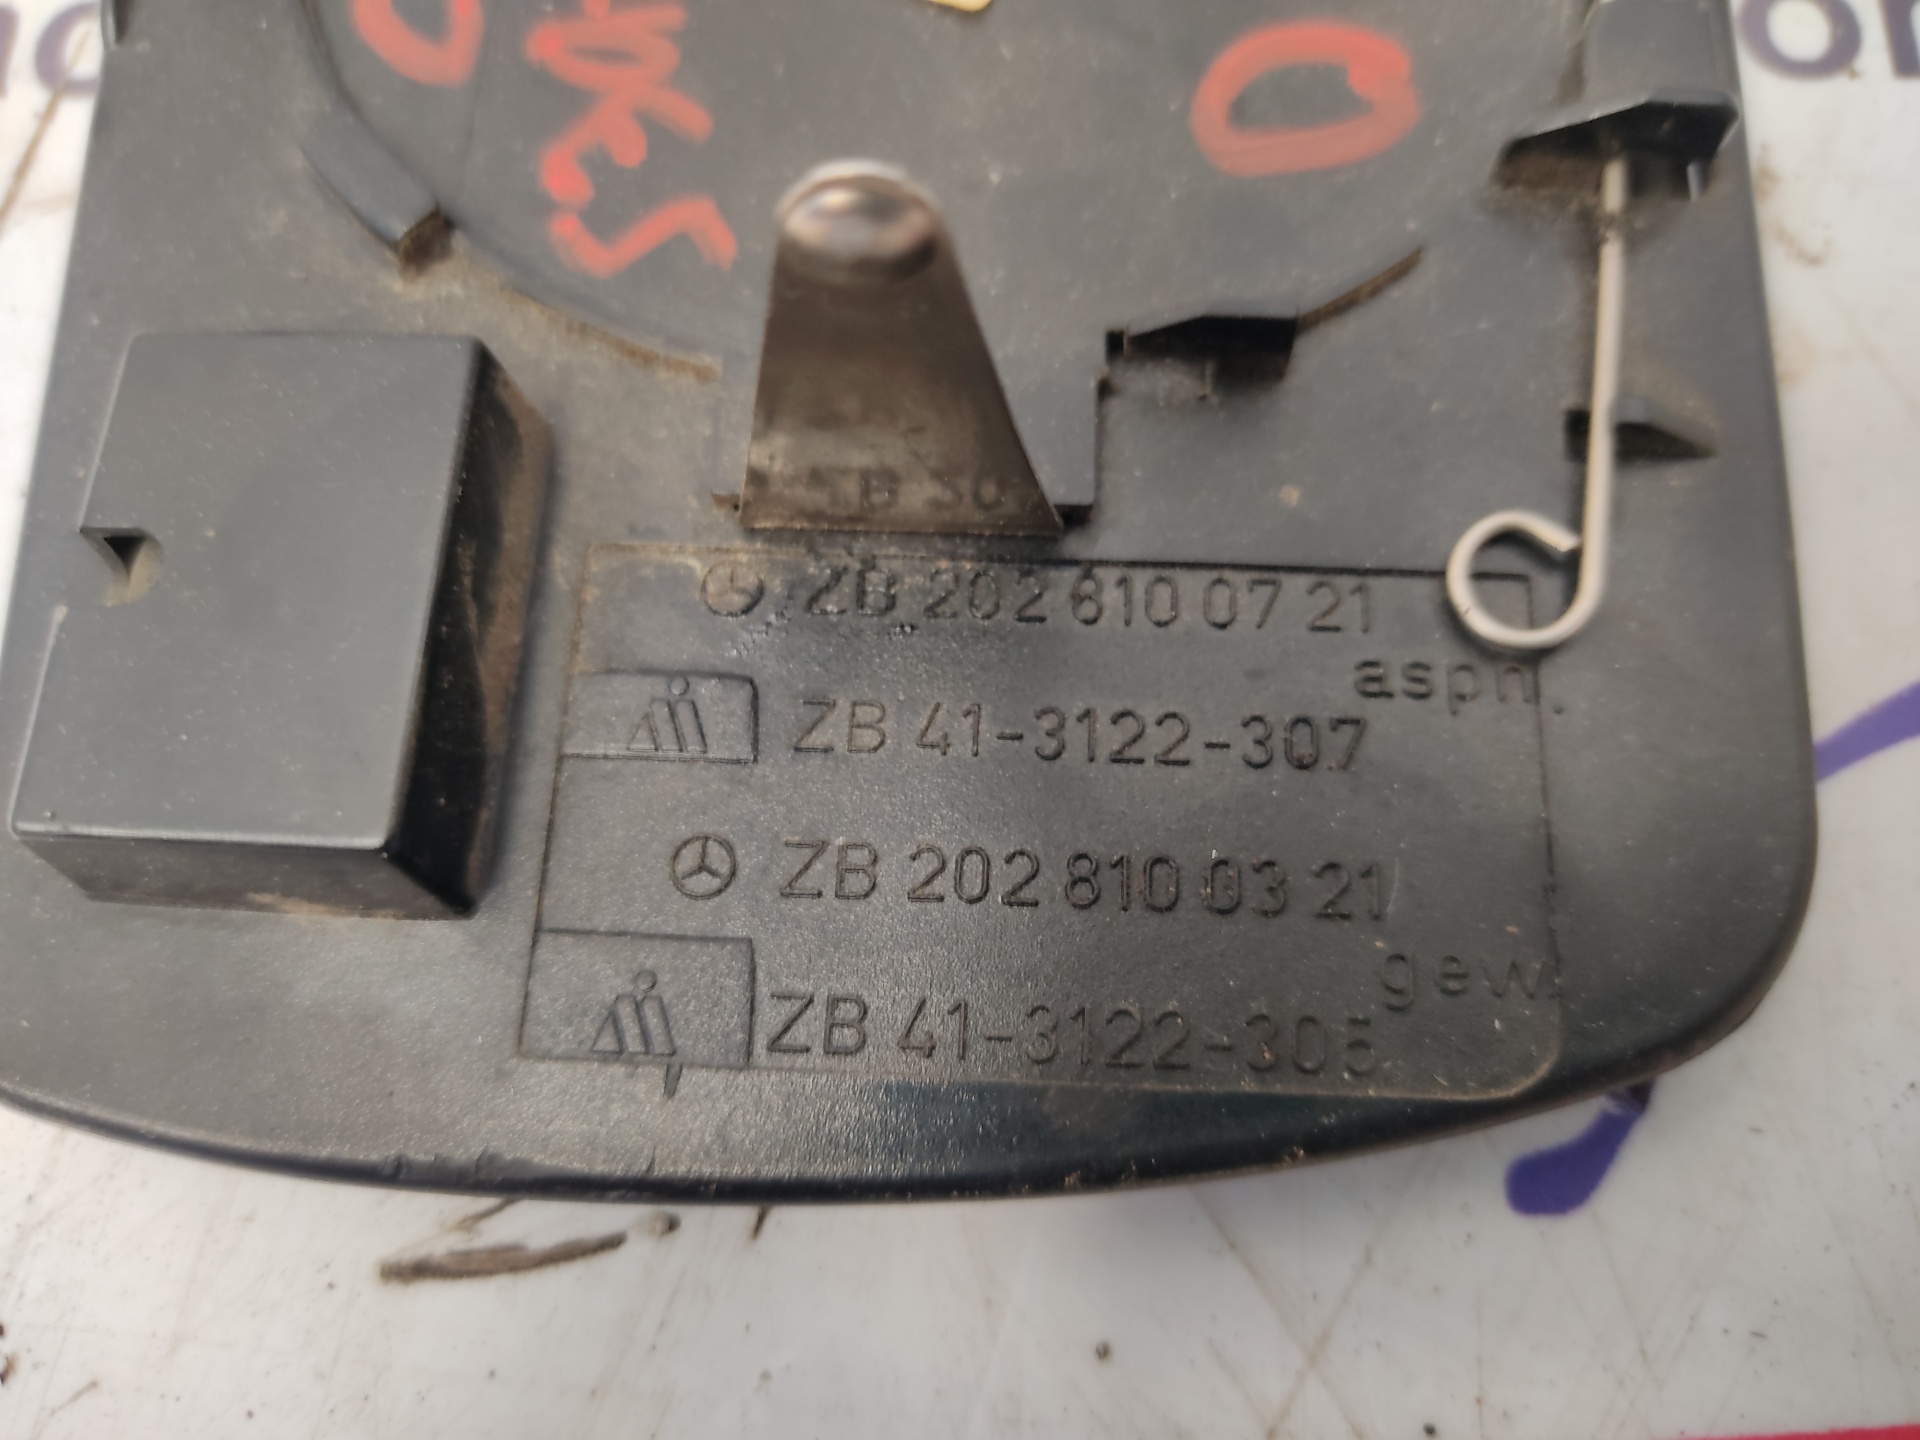 ZB 202 810 07 21
asph.
ZB 41-3122-307
ZB 202 810 03 21
gew.
ZB 41-3122-305